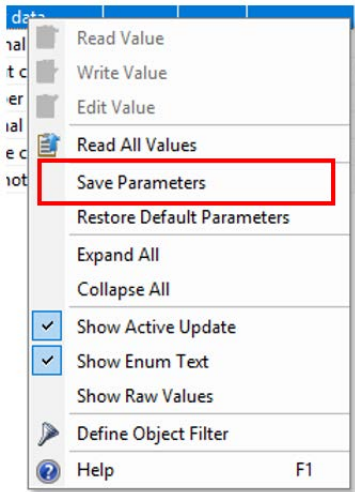 data
Read Value
Write Value
Edit Value
Read All Values
Save Parameters
Restore Default Parameters
Expand All
Collapse All
Show Active Update
Show Enum Text
Show Raw Values
Define Object Filter
Help F1